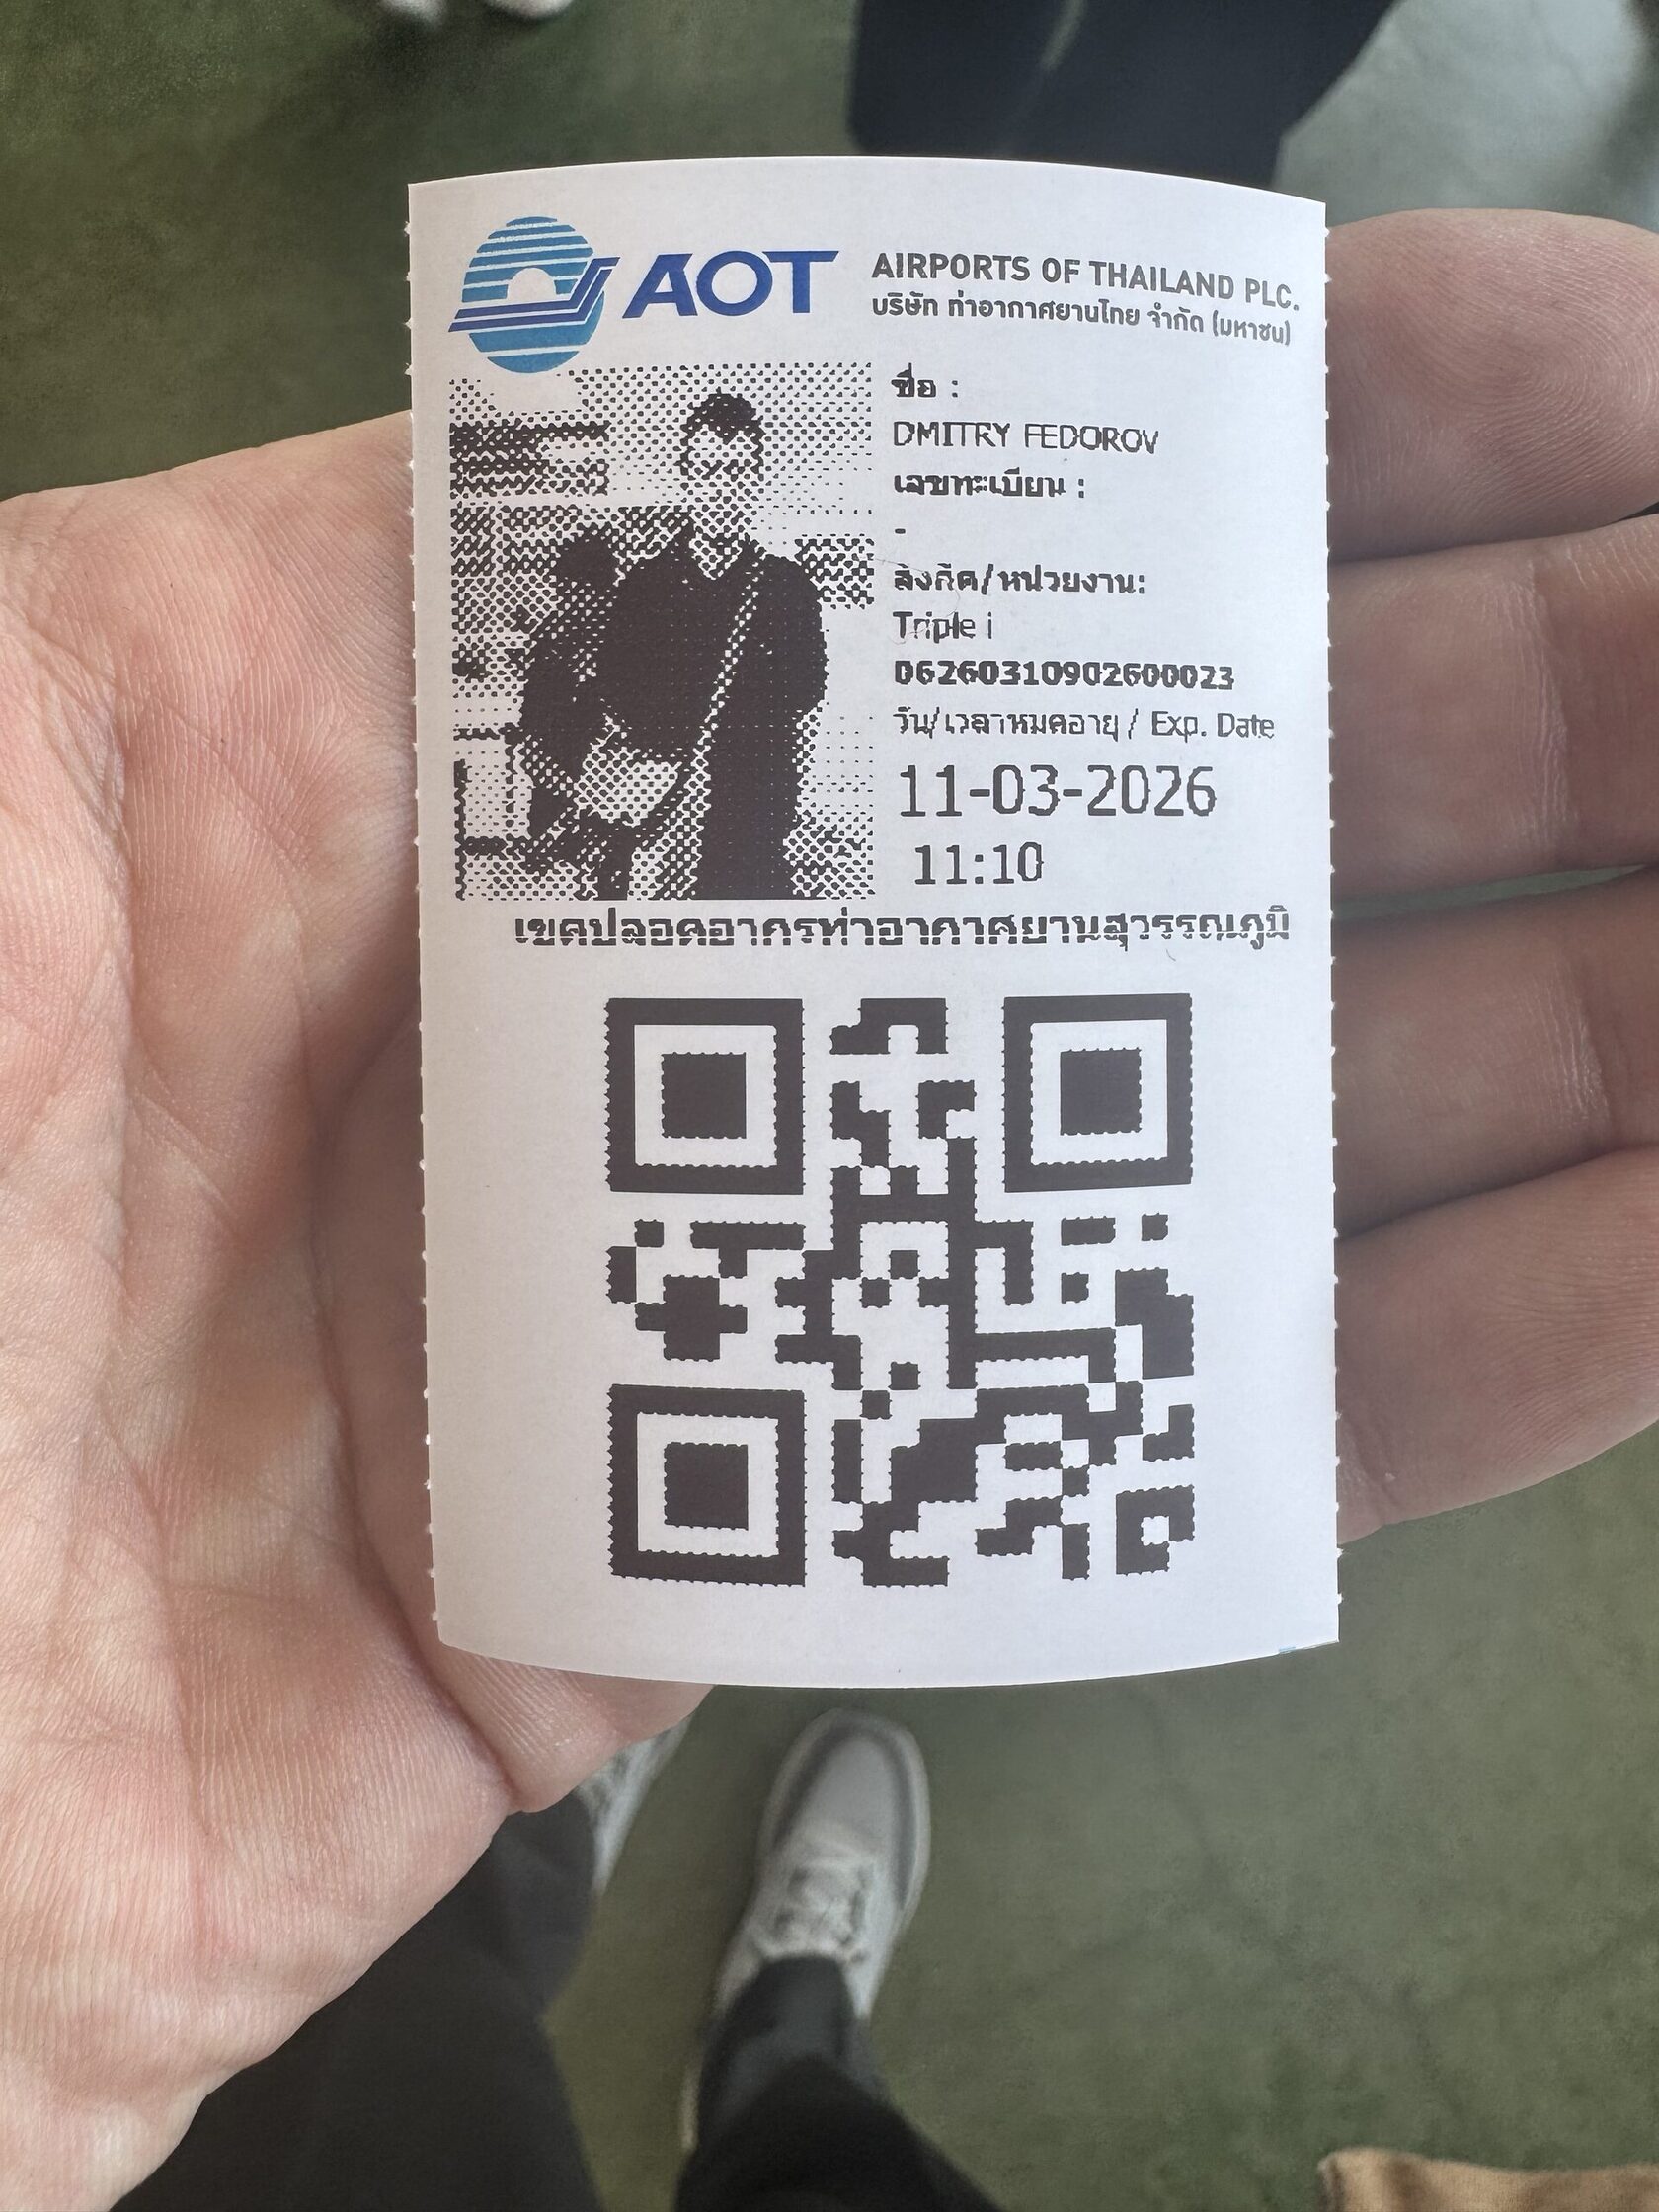 AOT
AIRPORTS OF THAILAND PLC.
บริษัท ท่าอากาศยานไทย จำกัด (มหาชน)
ชื่อ :
DMITRY FEDOROV
เลขทะเบียน :
-
สังกัด/หน่วยงาน:
Triple i
06260310902600023
วัน/เวลาหมดอายุ / Exp. Date
11-03-2026
11:10
เขตปลอดอากรท่าอากาศยานสุวรรณภูมิ